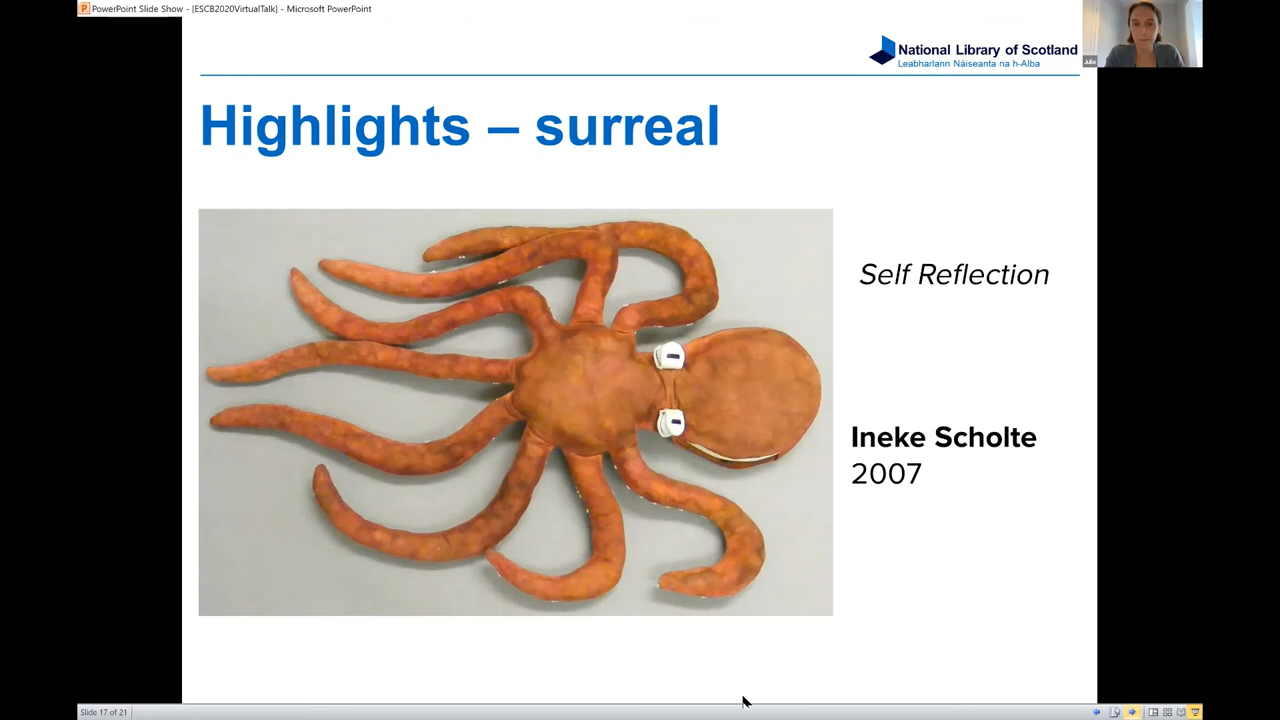 PowerPoint Slide Show - [ESCB2020VirtualTalk] - Microsoft PowerPoint
National Library of Scotland
Leabharlann Nàiseanta na h-Alba
Julie
Highlights – surreal
Self Reflection
Ineke Scholte
2007
Slide 17 of 21